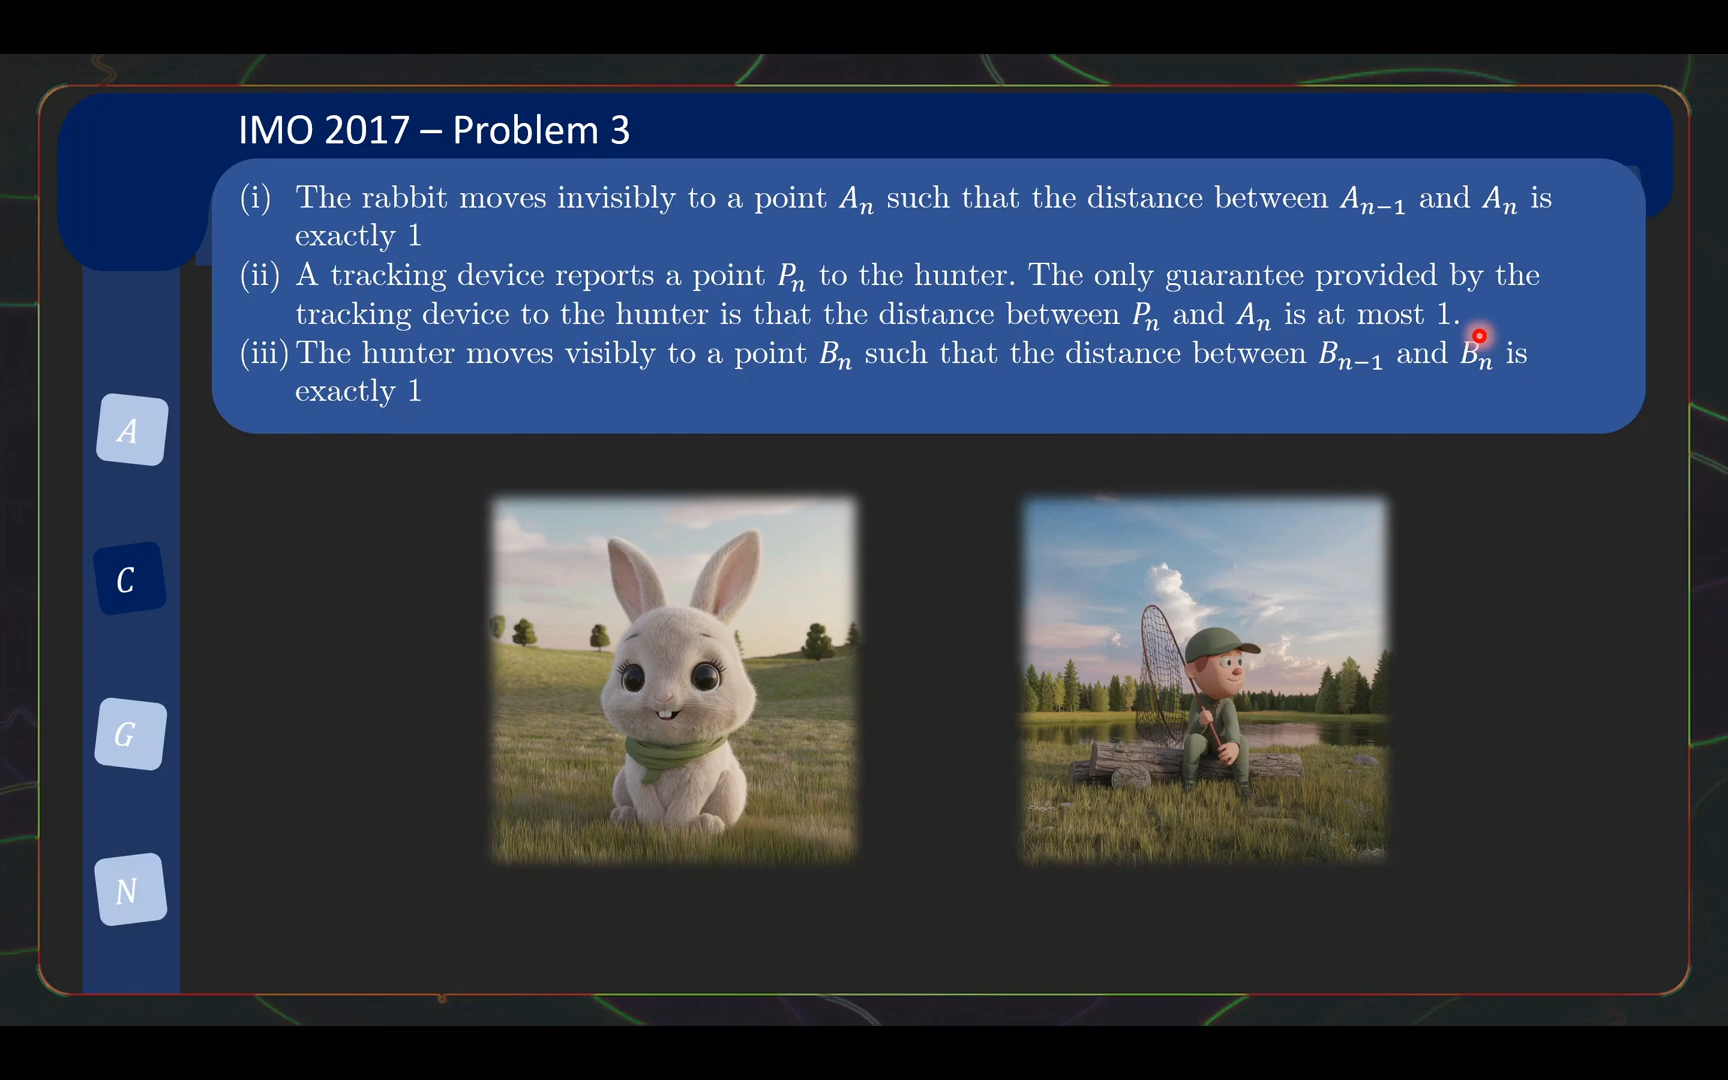 IMO 2017 – Problem 3
(i) The rabbit moves invisibly to a point Aₙ such that the distance between Aₙ₋₁ and Aₙ is
exactly 1
(ii) A tracking device reports a point Pₙ to the hunter. The only guarantee provided by the
tracking device to the hunter is that the distance between Pₙ and Aₙ is at most 1.
(iii) The hunter moves visibly to a point Bₙ such that the distance between Bₙ₋₁ and Bₙ is
exactly 1
A
C
G
N